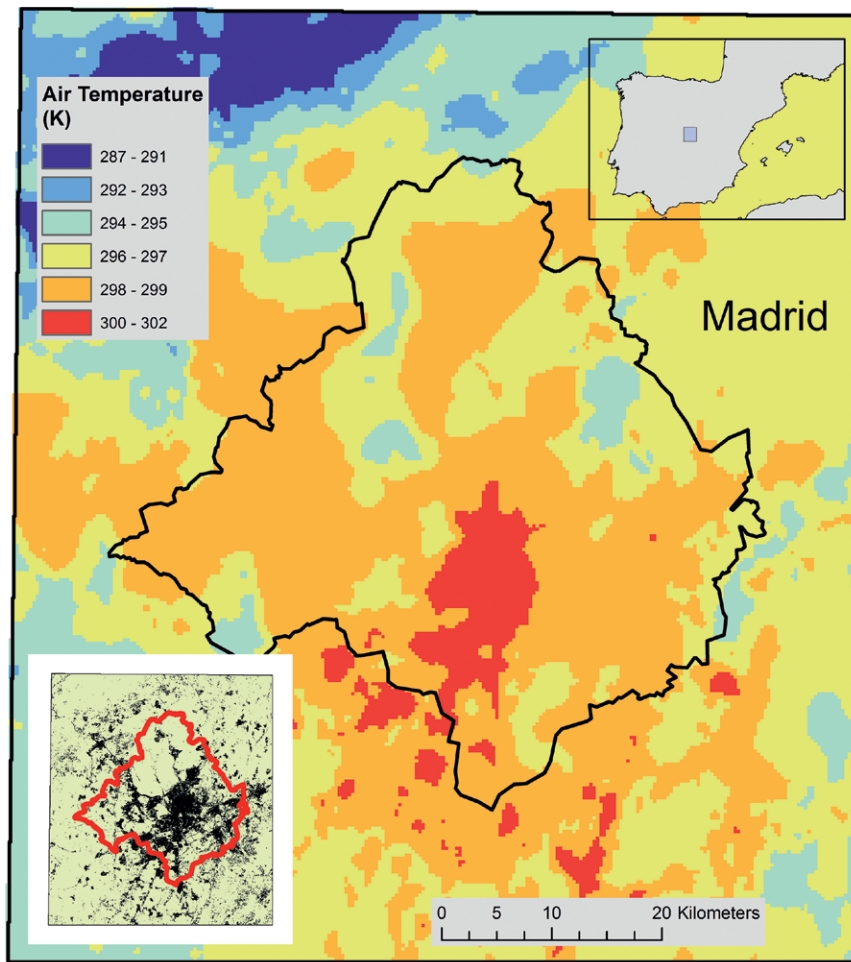 Air Temperature
(K)
287 - 291
292 - 293
294 - 295
296 - 297
298 - 299
300 - 302
Madrid
0 5 10 20 Kilometers